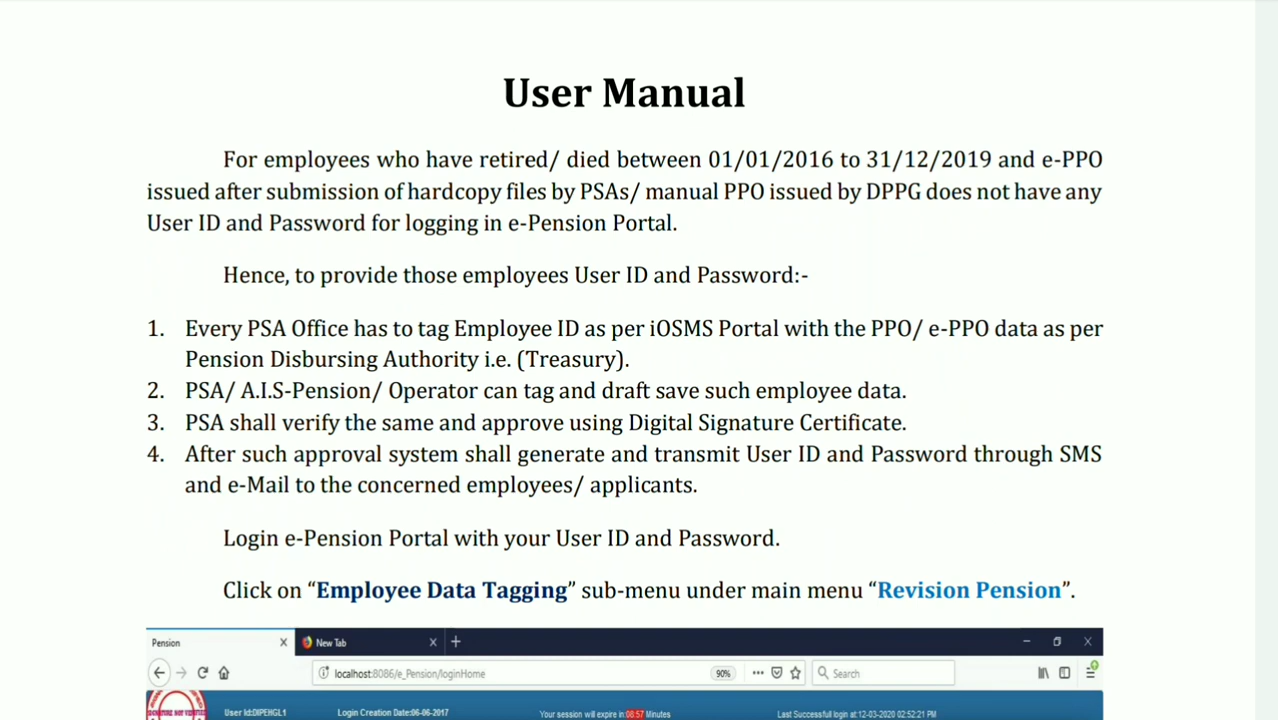 User Manual
For employees who have retired/ died between 01/01/2016 to 31/12/2019 and e-PPO
issued after submission of hardcopy files by PSAs/ manual PPO issued by DPPG does not have any
User ID and Password for logging in e-Pension Portal.
Hence, to provide those employees User ID and Password:-
1. Every PSA Office has to tag Employee ID as per iOSMS Portal with the PPO/ e-PPO data as per
Pension Disbursing Authority i.e. (Treasury).
2. PSA/ A.I.S-Pension/ Operator can tag and draft save such employee data.
3. PSA shall verify the same and approve using Digital Signature Certificate.
4. After such approval system shall generate and transmit User ID and Password through SMS
and e-Mail to the concerned employees/ applicants.
Login e-Pension Portal with your User ID and Password.
Click on “Employee Data Tagging” sub-menu under main menu “Revision Pension”.
Pension New Tab
localhost:8086/e_Pension/loginHome 90% Search
User Id:DIPEHGL1 Login Creation Date:06-06-2017 Your session will expire in:08:57 Minutes Last Successfull login at:12-03-2020 02:52:21 PM